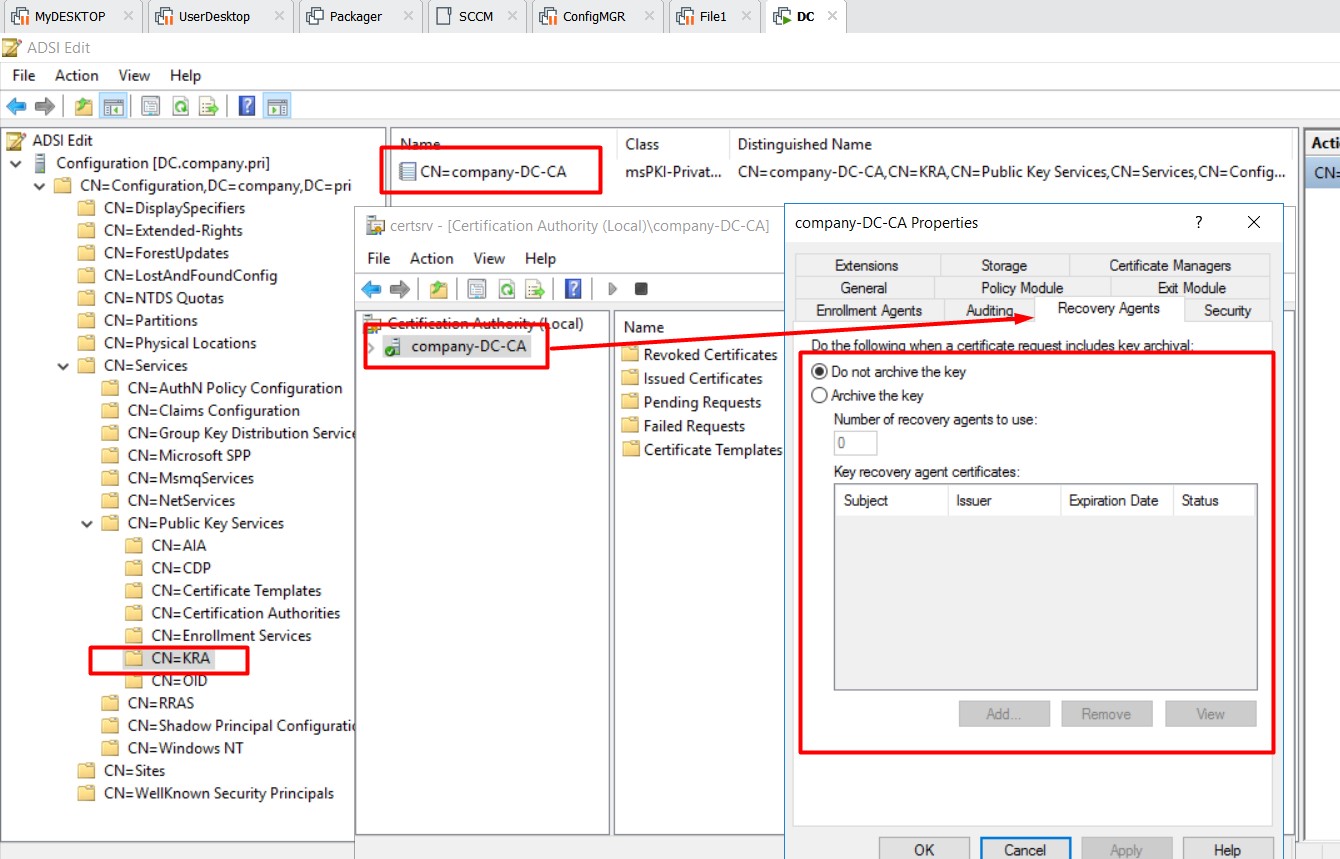 MyDESKTOP
UserDesktop
Packager
SCCM
ConfigMGR
File1
DC
ADSI Edit
File Action View Help
ADSI Edit
Configuration [DC.company.pri]
CN=Configuration,DC=company,DC=pri
CN=DisplaySpecifiers
CN=Extended-Rights
CN=ForestUpdates
CN=LostAndFoundConfig
CN=NTDS Quotas
CN=Partitions
CN=Physical Locations
CN=Services
CN=AuthN Policy Configuration
CN=Claims Configuration
CN=Group Key Distribution Service
CN=Microsoft SPP
CN=MsmqServices
CN=NetServices
CN=Public Key Services
CN=AIA
CN=CDP
CN=Certificate Templates
CN=Certification Authorities
CN=Enrollment Services
CN=KRA
CN=OID
CN=RRAS
CN=Shadow Principal Configuratio
CN=Windows NT
CN=Sites
CN=WellKnown Security Principals
Name Class Distinguished Name
CN=company-DC-CA msPKI-Privat... CN=company-DC-CA,CN=KRA,CN=Public Key Services,CN=Services,CN=Config...
Acti
CN=
certsrv - [Certification Authority (Local)\company-DC-CA]
File Action View Help
Certification Authority (Local)
company-DC-CA
Name
Revoked Certificates
Issued Certificates
Pending Requests
Failed Requests
Certificate Templates
company-DC-CA Properties ?
Extensions Storage Certificate Managers
General Policy Module Exit Module
Enrollment Agents Auditing Recovery Agents Security
Do the following when a certificate request includes key archival:
Do not archive the key
Archive the key
Number of recovery agents to use:
0
Key recovery agent certificates:
Subject Issuer Expiration Date Status
Add... Remove View
OK Cancel Apply Help